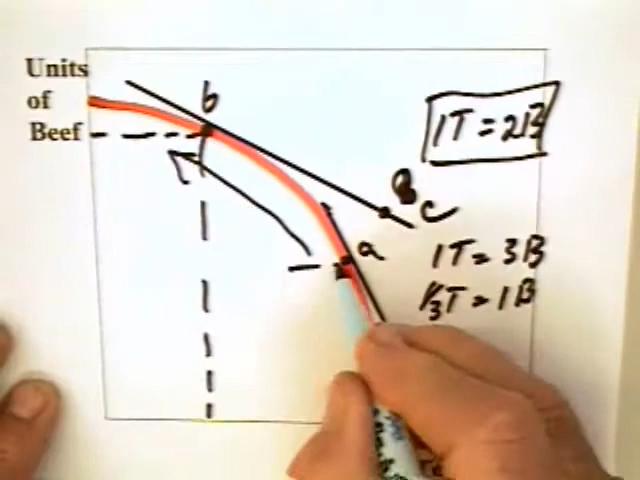 Units
of
Beef
b
1T = 2B
c
a
1T = 3B
1/3T = 1B